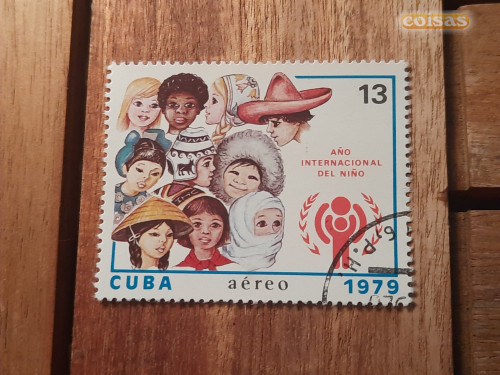 coisas
13
AÑO
INTERNACIONAL
DEL NIÑO
CUBA aéreo 1979